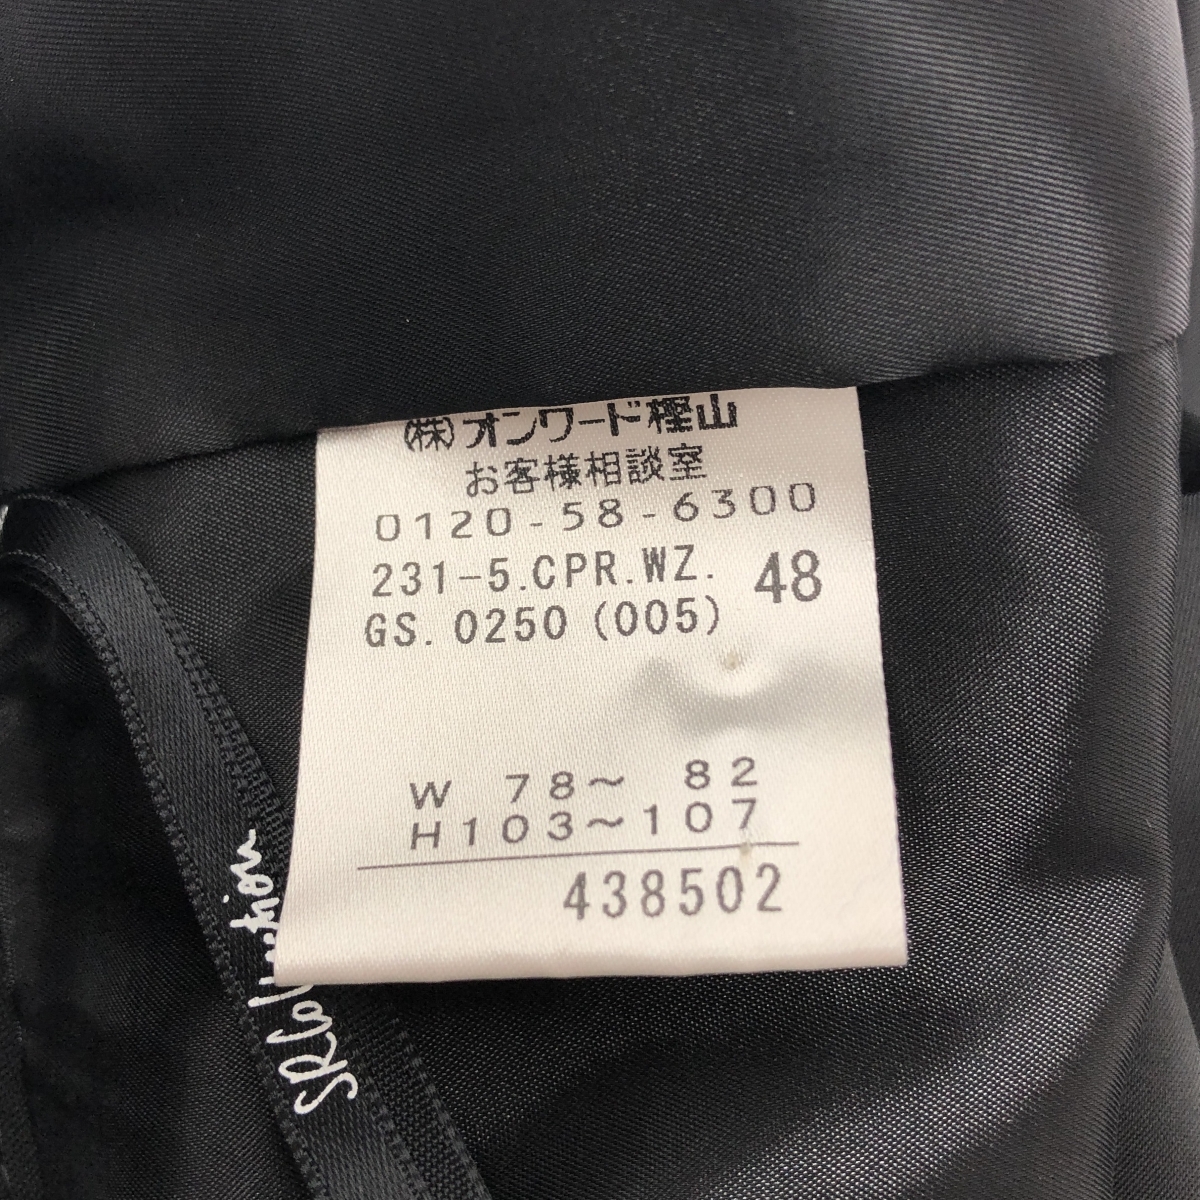 ㈱オンワード樫山
お客様相談室
0120-58-6300
231-5.CPR.WZ. 48
GS. 0250 (005)
W 78～ 82
H103～107
438502
SRCollection